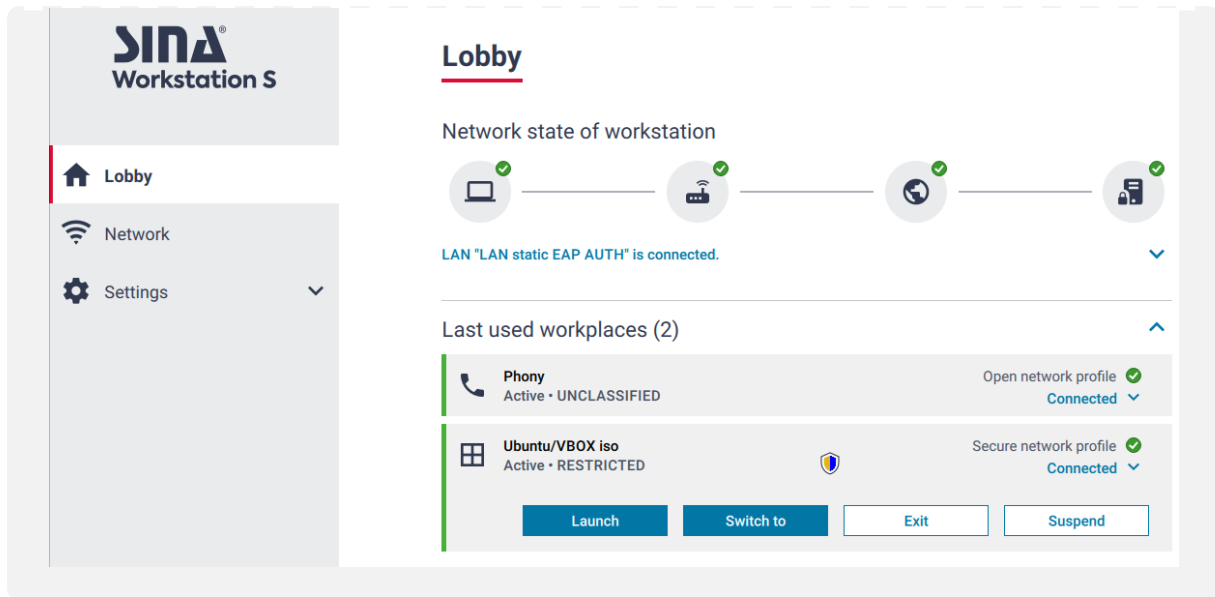 SINA®
Workstation S
Lobby
Network
Settings
Lobby
Network state of workstation
LAN "LAN static EAP AUTH" is connected.
Last used workplaces (2)
Phony
Active • UNCLASSIFIED
Open network profile
Connected
Ubuntu/VBOX iso
Active • RESTRICTED
Secure network profile
Connected
Launch
Switch to
Exit
Suspend